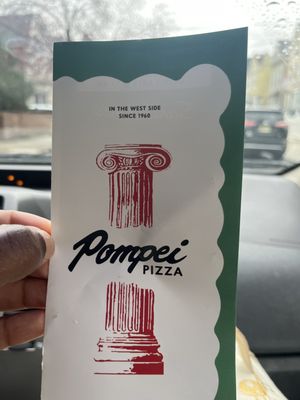 IN THE WEST SIDE
SINCE 1960
Pompei
PIZZA